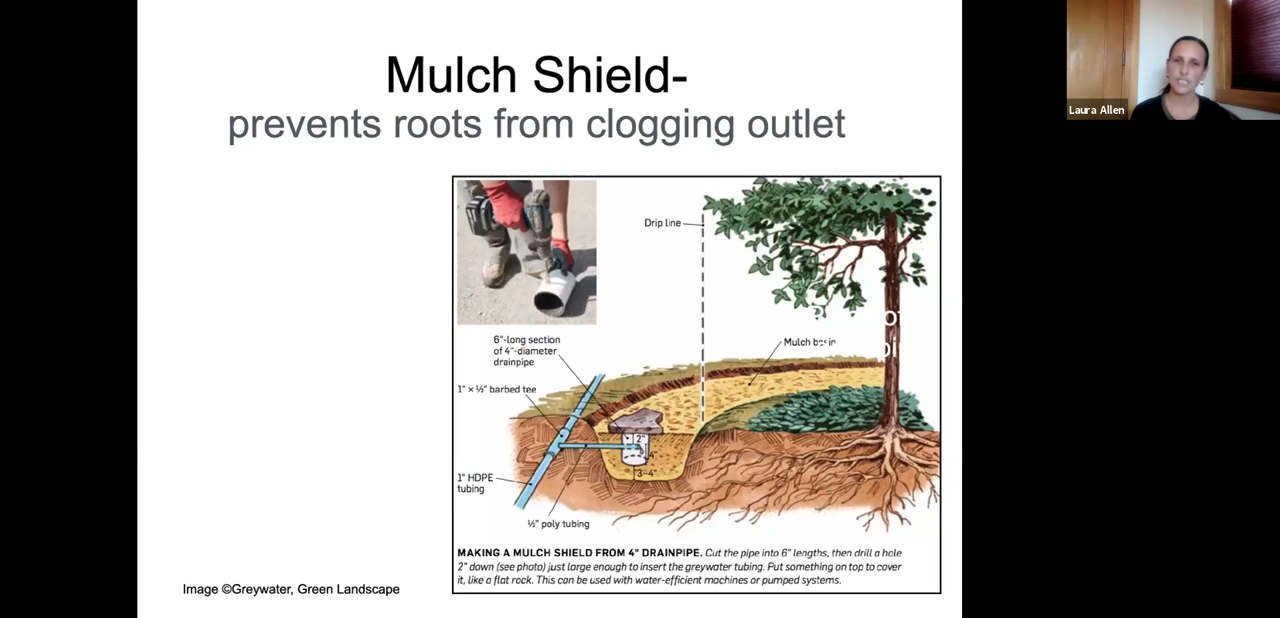 Mulch Shield-
prevents roots from clogging outlet
Laura Allen
Drip line
6"-long section
of 4"-diameter
drainpipe
Mulch
1" × ½" barbed tee
2"
4"
3-4"
1" HDPE
tubing
½" poly tubing
MAKING A MULCH SHIELD FROM 4" DRAINPIPE. Cut the pipe into 6" lengths, then drill a hole
2" down (see photo) just large enough to insert the greywater tubing. Put something on top to cover
it, like a flat rock. This can be used with water-efficient machines or pumped systems.
Image ©Greywater, Green Landscape